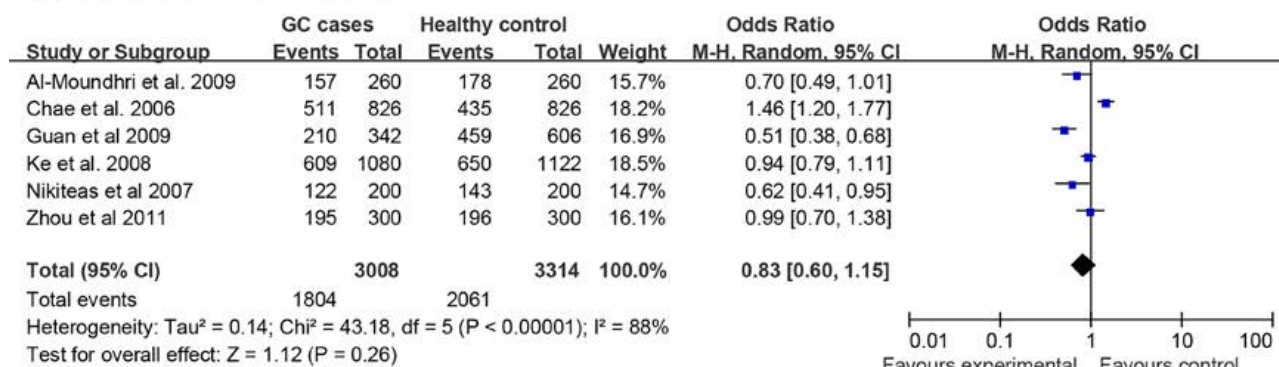 GC cases Healthy control Odds Ratio Odds Ratio
Study or Subgroup Events Total Events Total Weight M-H, Random, 95% CI M-H, Random, 95% CI
Al-Moundhri et al. 2009 157 260 178 260 15.7% 0.70 [0.49, 1.01]
Chae et al. 2006 511 826 435 826 18.2% 1.46 [1.20, 1.77]
Guan et al 2009 210 342 459 606 16.9% 0.51 [0.38, 0.68]
Ke et al. 2008 609 1080 650 1122 18.5% 0.94 [0.79, 1.11]
Nikiteas et al 2007 122 200 143 200 14.7% 0.62 [0.41, 0.95]
Zhou et al 2011 195 300 196 300 16.1% 0.99 [0.70, 1.38]
Total (95% CI) 3008 3314 100.0% 0.83 [0.60, 1.15]
Total events 1804 2061
Heterogeneity: Tau² = 0.14; Chi² = 43.18, df = 5 (P < 0.00001); I² = 88%
Test for overall effect: Z = 1.12 (P = 0.26)
0.01 0.1 1 10 100
Favours experimental Favours control